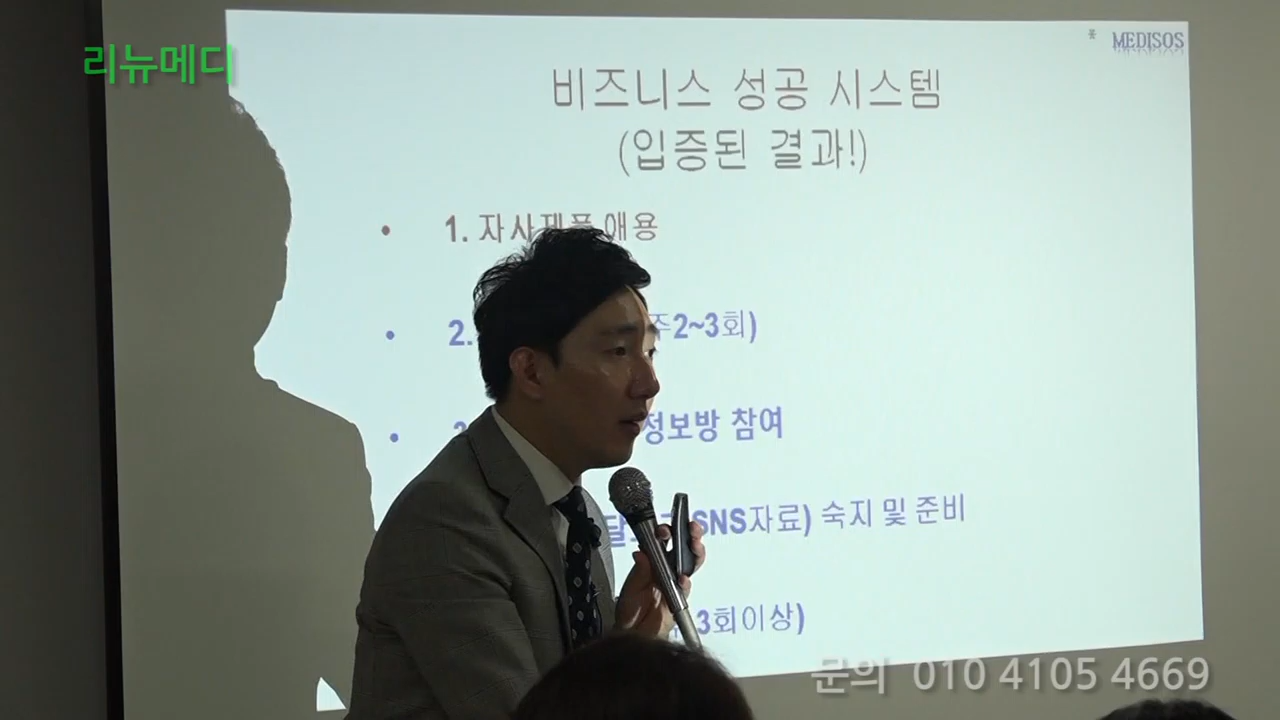 리뉴메디
MEDISOS
비즈니스 성공 시스템
(입증된 결과!)
• 1. 자사제품 애용
• 2. 주2~3회)
• 정보방 참여
SNS자료) 숙지 및 준비
3회이상)
문의 010 4105 4669